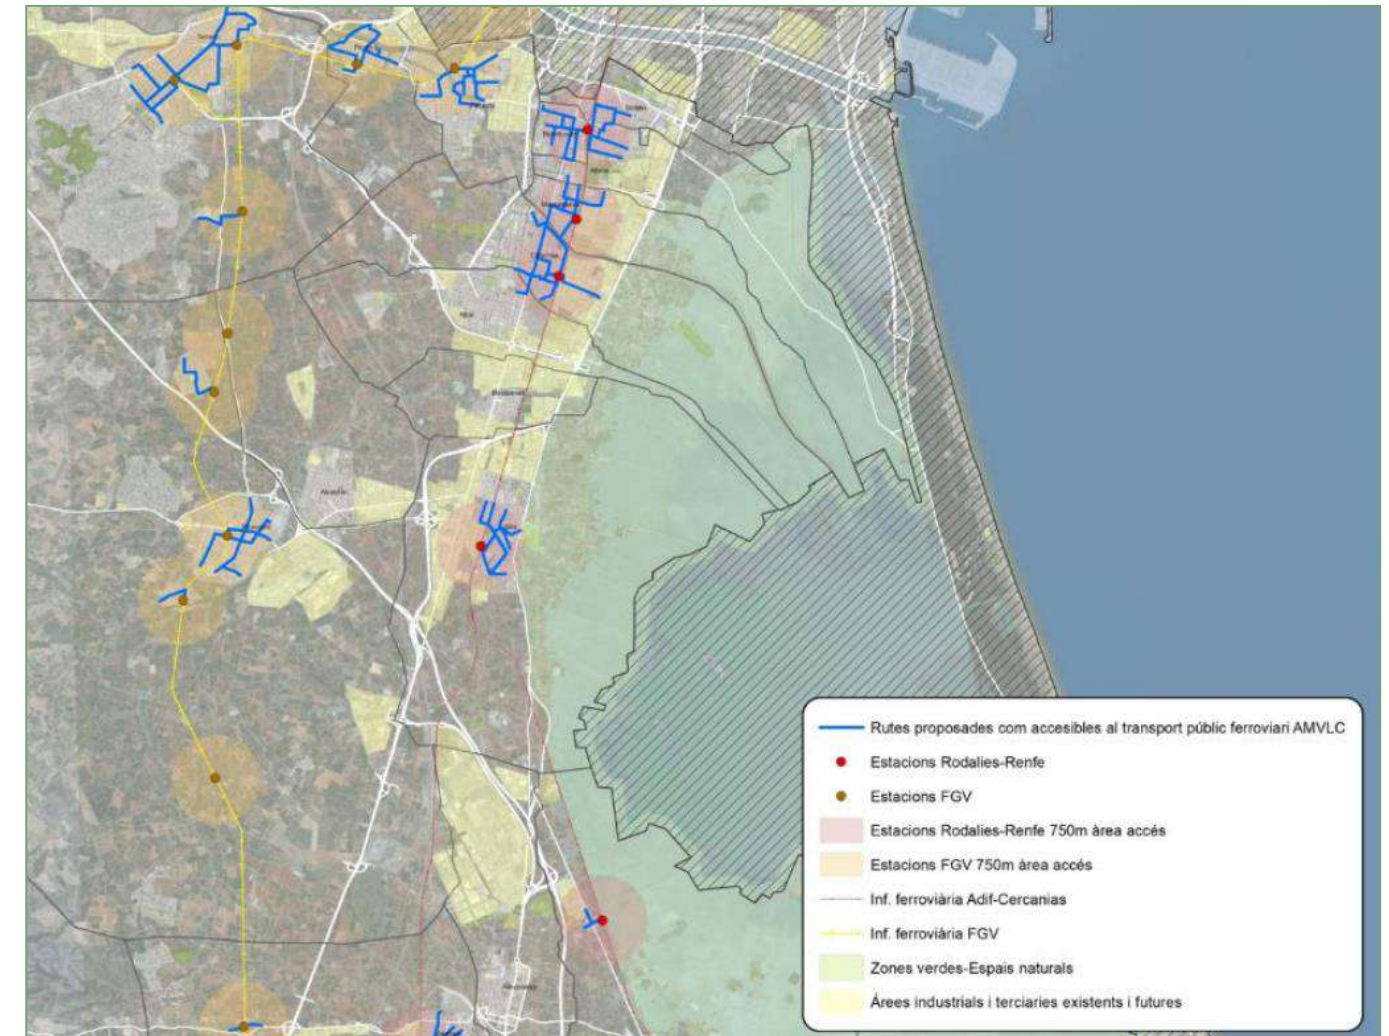 Alcàsser
Rutes proposades com accesibles al transport públic ferroviari AMVLC
Estacions Rodalies-Renfe
Estacions FGV
Estacions Rodalies-Renfe 750m àrea accés
Estacions FGV 750m àrea accés
Inf. ferroviària Adif-Cercanias
Inf. ferroviària FGV
Zones verdes-Espais naturals
Árees industrials i terciaries existents i futures